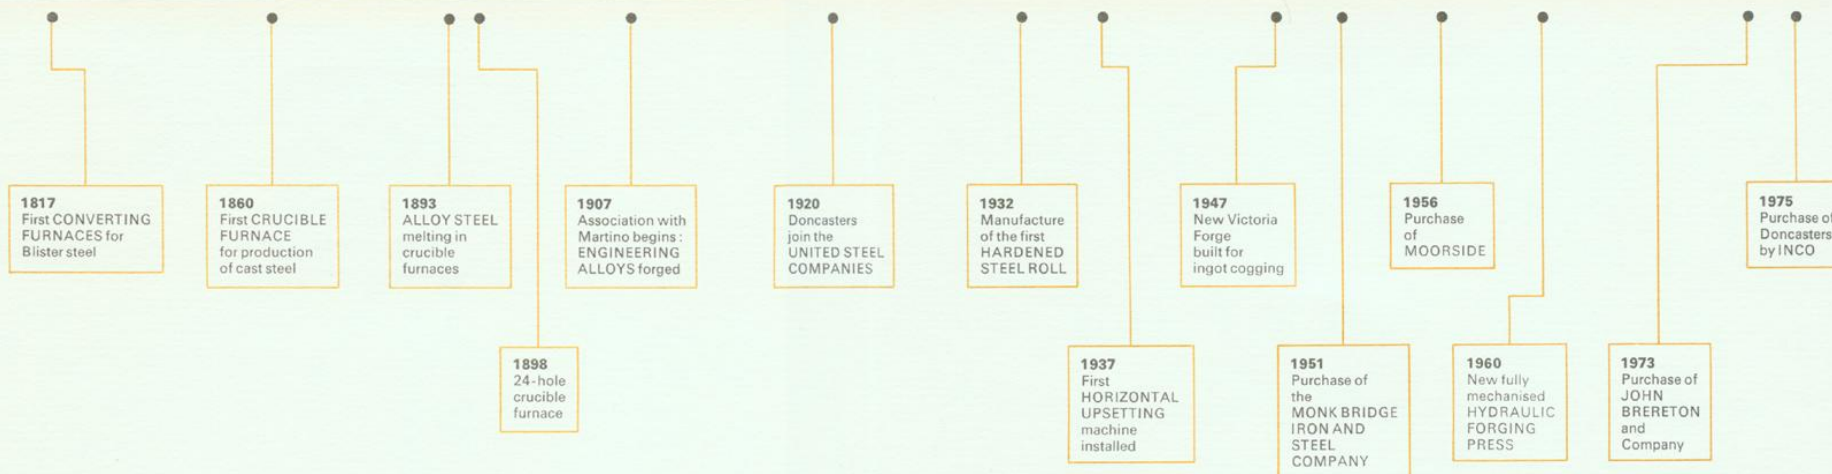 1817
First CONVERTING
FURNACES for
Blister steel
1860
First CRUCIBLE
FURNACE
for production
of cast steel
1893
ALLOY STEEL
melting in
crucible
furnaces
1898
24-hole
crucible
furnace
1907
Association with
Martino begins :
ENGINEERING
ALLOYS forged
1920
Doncasters
join the
UNITED STEEL
COMPANIES
1932
Manufacture
of the first
HARDENED
STEEL ROLL
1937
First
HORIZONTAL
UPSETTING
machine
installed
1947
New Victoria
Forge
built for
ingot cogging
1951
Purchase of
the
MONK BRIDGE
IRON AND
STEEL
COMPANY
1956
Purchase
of
MOORSIDE
1960
New fully
mechanised
HYDRAULIC
FORGING
PRESS
1973
Purchase of
JOHN
BRERETON
and
Company
1975
Purchase of
Doncasters
by INCO